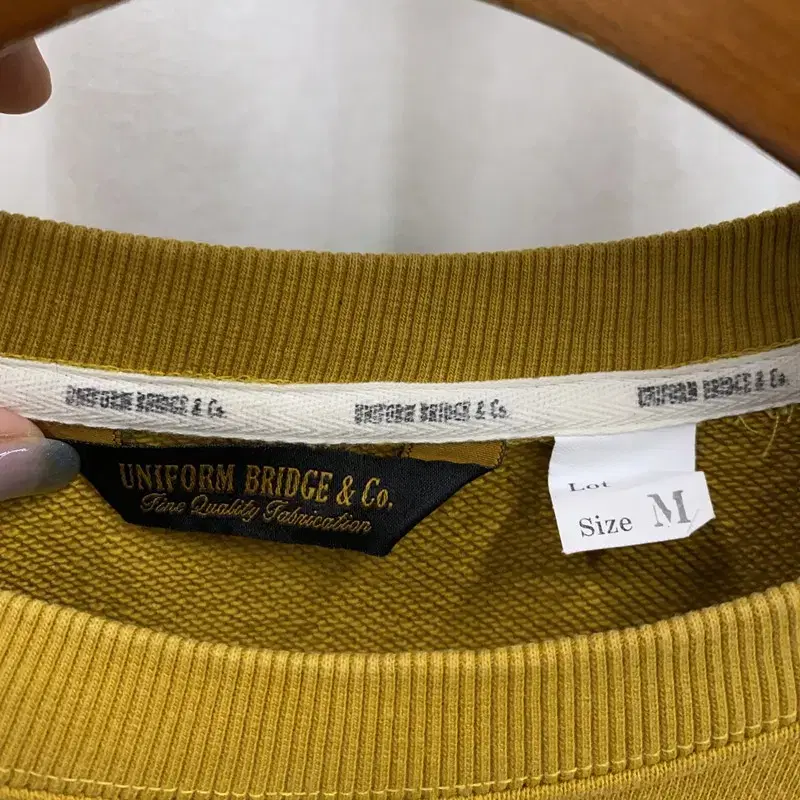 UNIFORM BRIDGE & Co.
UNIFORM BRIDGE & Co.
UNIFORM BRIDGE & Co.
UNIFORM BRIDGE & Co.
Fine Quality Fabrication
Lot
Size M